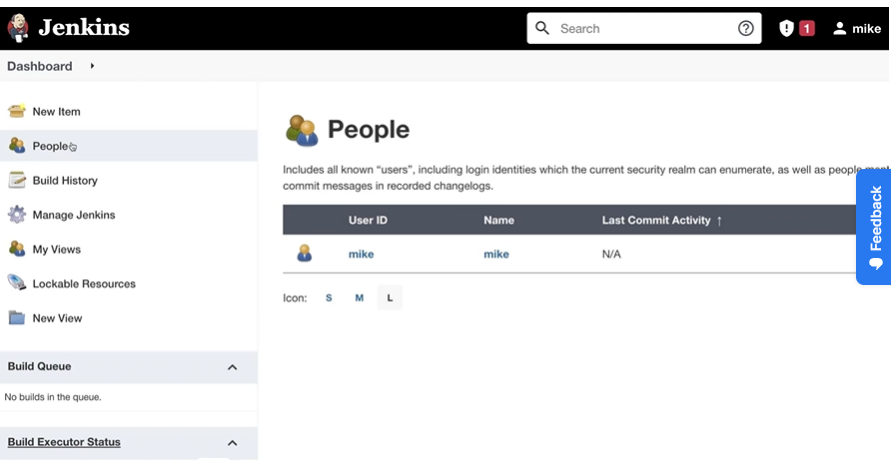 Jenkins
Search
1
mike
Dashboard
New Item
People
Build History
Manage Jenkins
My Views
Lockable Resources
New View
Build Queue
No builds in the queue.
Build Executor Status
People
Includes all known “users”, including login identities which the current security realm can enumerate, as well as people
commit messages in recorded changelogs.
User ID Name Last Commit Activity ↑
mike mike N/A
Icon: S M L
Feedback